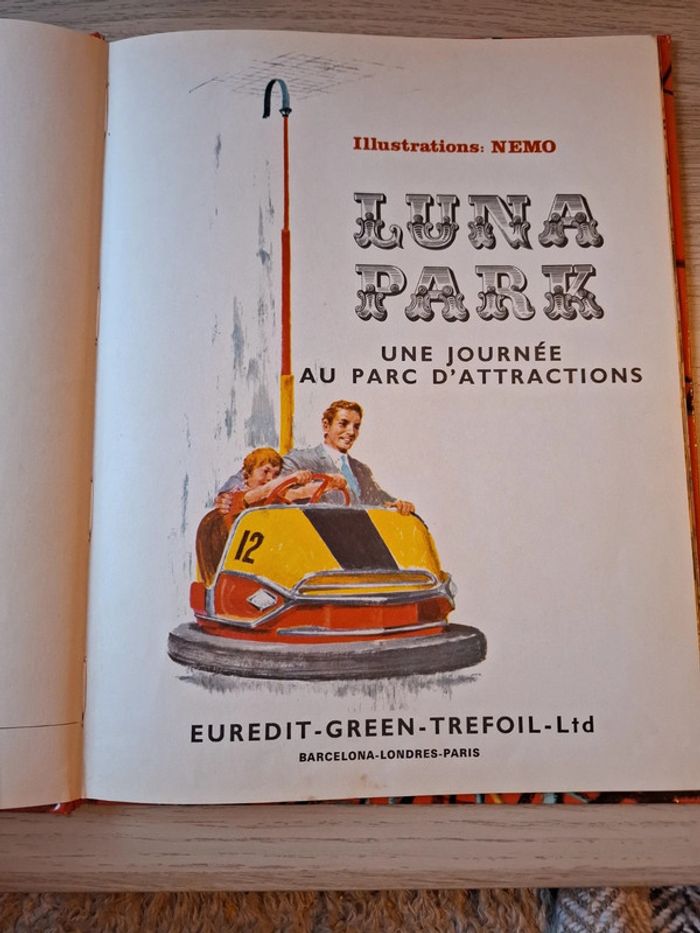 Illustrations: NEMO
LUNA
PARK
UNE JOURNÉE
AU PARC D'ATTRACTIONS
12
EUREDIT-GREEN-TREFOIL-Ltd
BARCELONA-LONDRES-PARIS